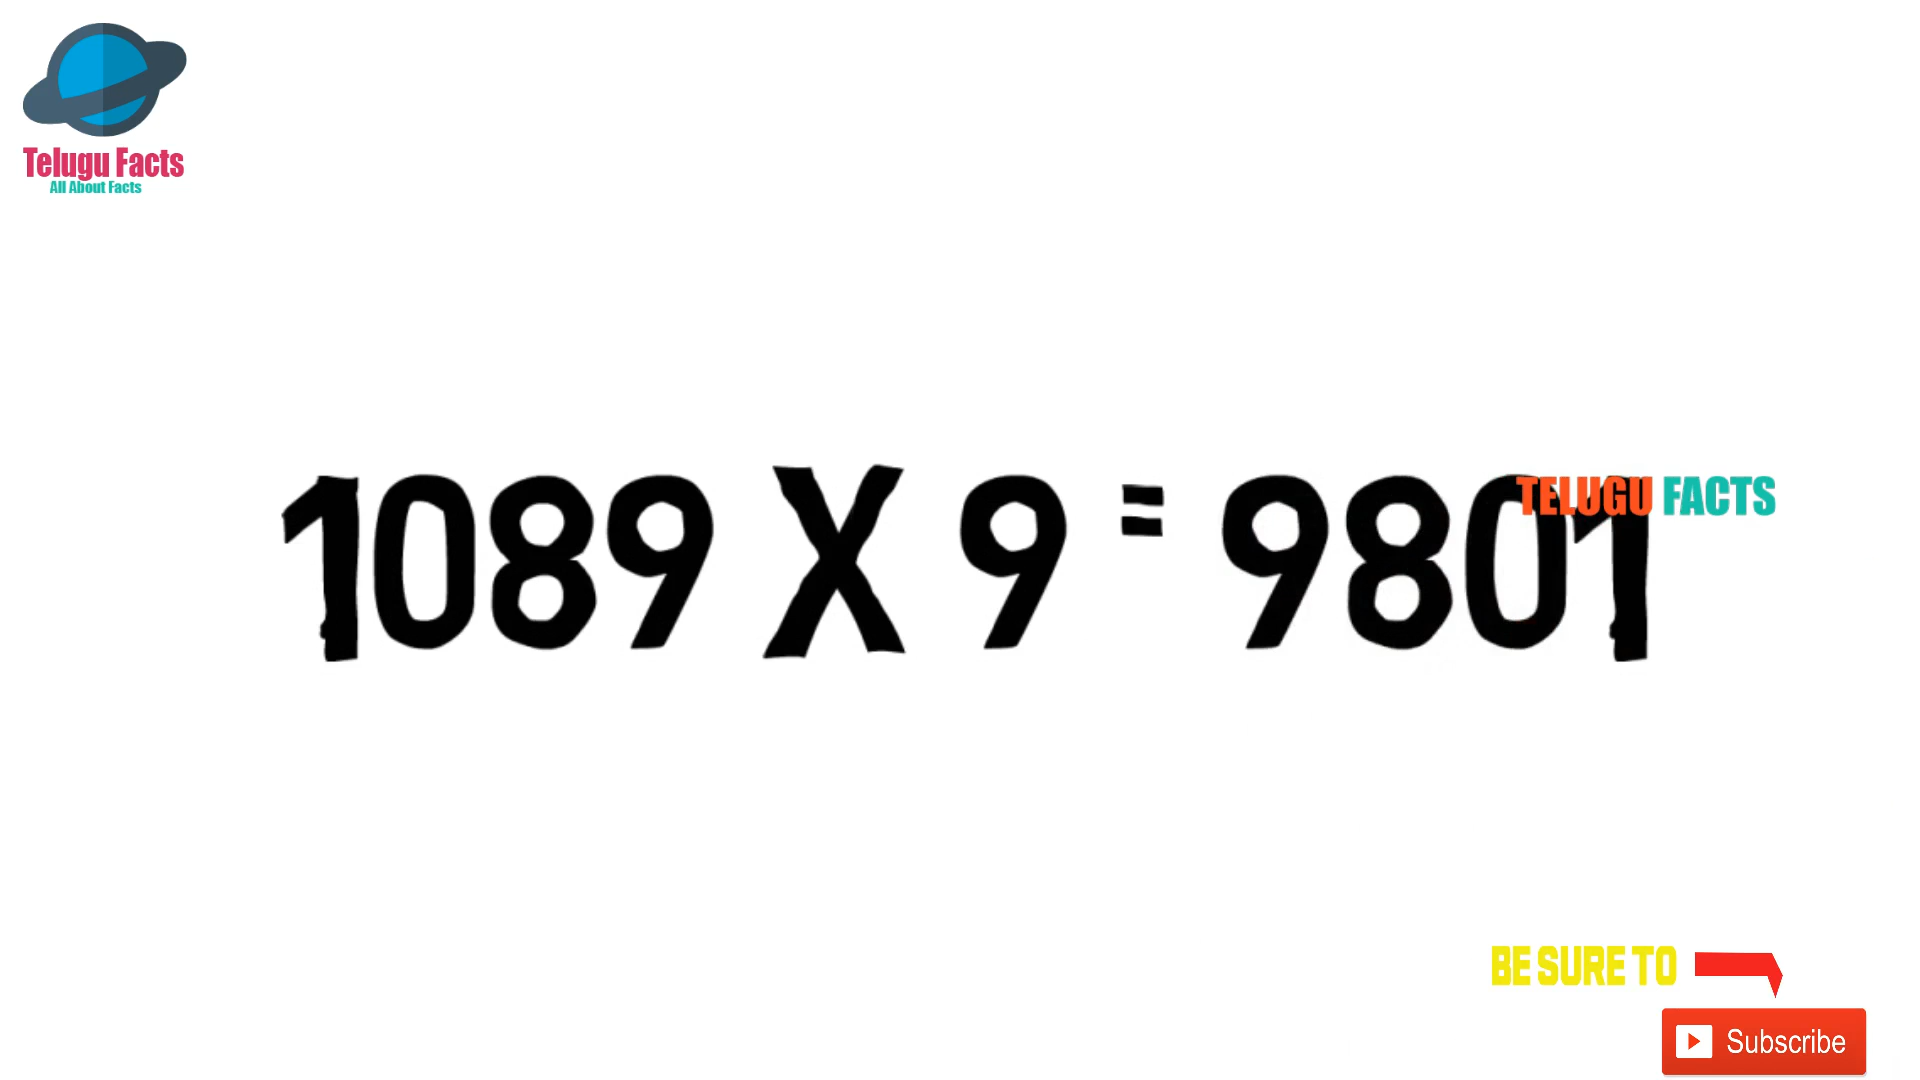 Telugu Facts
All About Facts
1089 X 9 = 9801
TELUGU FACTS
BE SURE TO
Subscribe